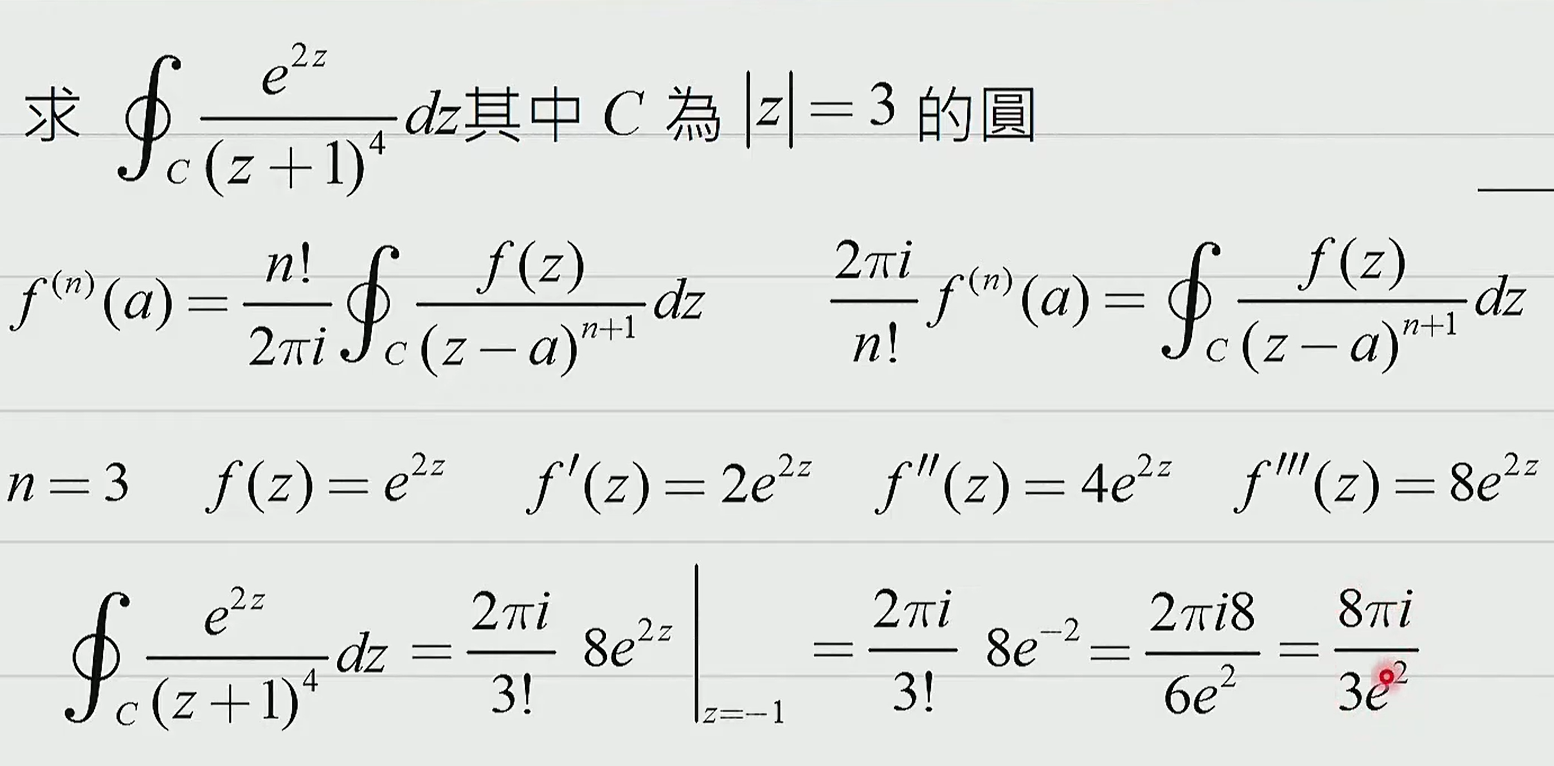 求 $\oint_C \frac{e^{2z}}{(z+1)^4} dz$ 其中 $C$ 為 $|z| = 3$ 的圓
$f^{(n)}(a) = \frac{n!}{2\pi i} \oint_C \frac{f(z)}{(z-a)^{n+1}} dz$ $\frac{2\pi i}{n!} f^{(n)}(a) = \oint_C \frac{f(z)}{(z-a)^{n+1}} dz$
$n = 3$ $f(z) = e^{2z}$ $f'(z) = 2e^{2z}$ $f''(z) = 4e^{2z}$ $f'''(z) = 8e^{2z}$
$\oint_C \frac{e^{2z}}{(z+1)^4} dz = \frac{2\pi i}{3!} 8e^{2z} \Big|_{z=-1} = \frac{2\pi i}{3!} 8e^{-2} = \frac{2\pi i 8}{6e^2} = \frac{8\pi i}{3e^2}$